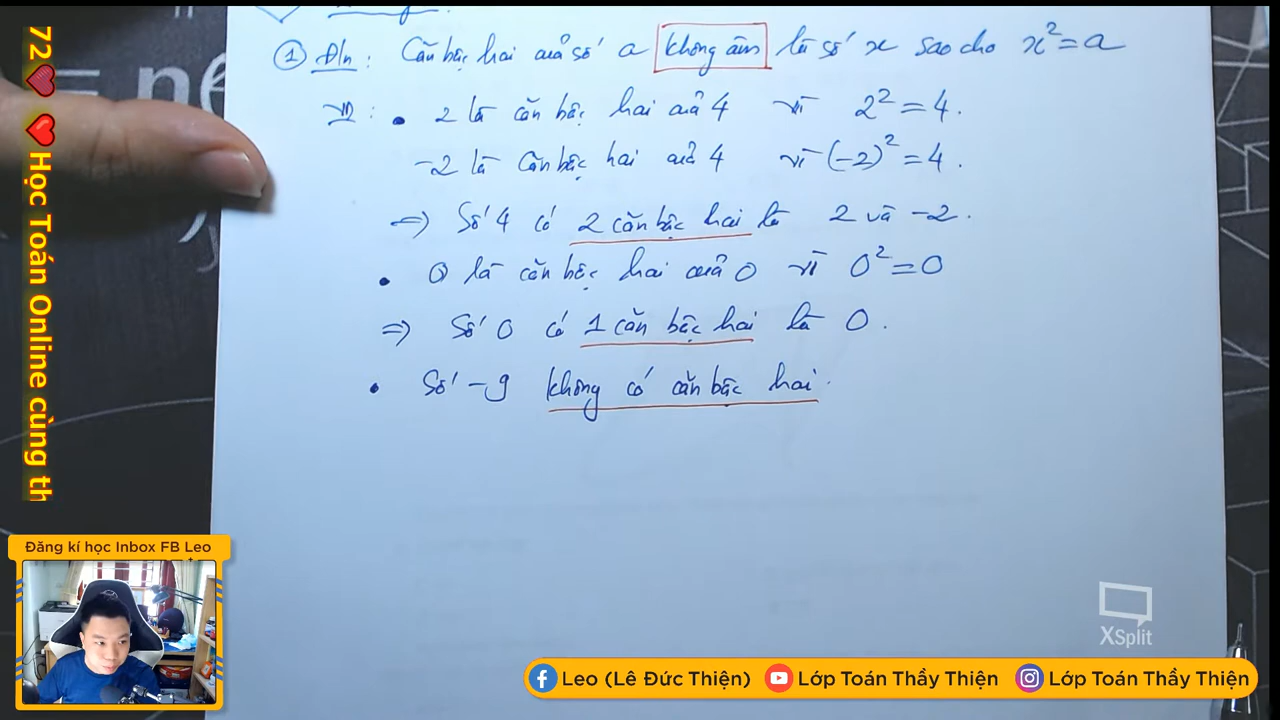 ① Đ/n : Căn bậc hai của số a không âm là số x sao cho x² = a
VD : • 2 là căn bậc hai của 4 vì 2² = 4.
-2 là căn bậc hai của 4 vì (-2)² = 4.
=> Số 4 có 2 căn bậc hai là 2 và -2.
• 0 là căn bậc hai của 0 vì 0² = 0
=> Số 0 có 1 căn bậc hai là 0.
• Số -9 không có căn bậc hai.
72 ♥ ♥ Học Toán Online cùng th
Đăng kí học Inbox FB Leo
XSplit
Leo (Lê Đức Thiện) Lớp Toán Thầy Thiện Lớp Toán Thầy Thiện